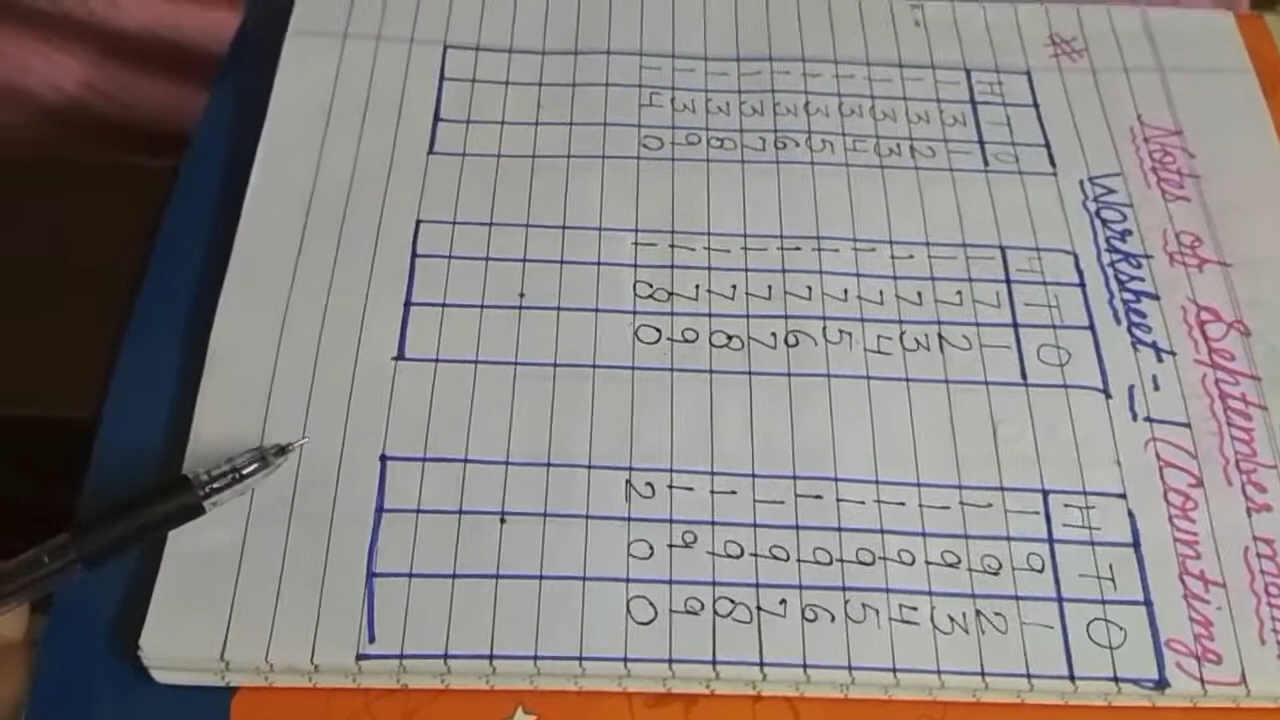 Notes of September
Worksheet - 1 (Counting)
#
H T O H T O H T O
1 3 1 1 7 1 1 9 1
1 3 2 1 7 2 1 9 2
1 3 3 1 7 3 1 9 3
1 3 4 1 7 4 1 9 4
1 3 5 1 7 5 1 9 5
1 3 6 1 7 6 1 9 6
1 3 7 1 7 7 1 9 7
1 3 8 1 7 8 1 9 8
1 3 9 1 7 9 1 9 9
1 4 0 1 8 0 2 0 0